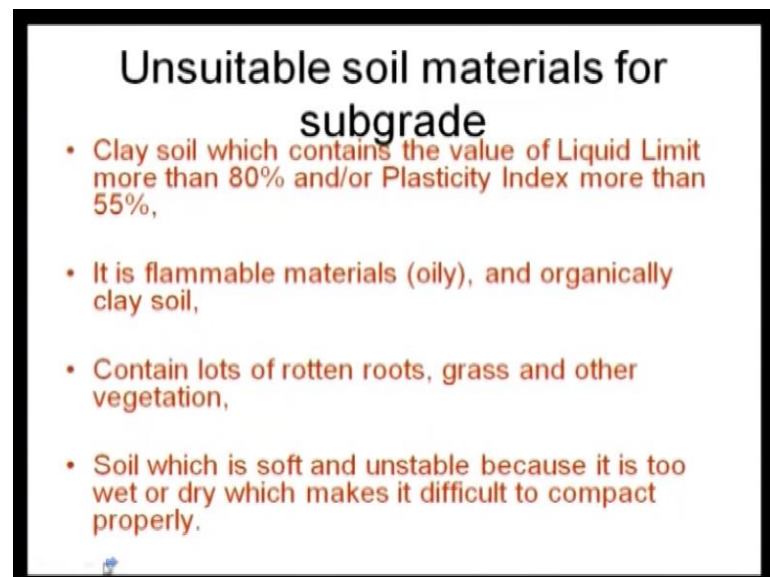 Unsuitable soil materials for
subgrade
• Clay soil which contains the value of Liquid Limit
more than 80% and/or Plasticity Index more than
55%,
• It is flammable materials (oily), and organically
clay soil,
• Contain lots of rotten roots, grass and other
vegetation,
• Soil which is soft and unstable because it is too
wet or dry which makes it difficult to compact
properly.